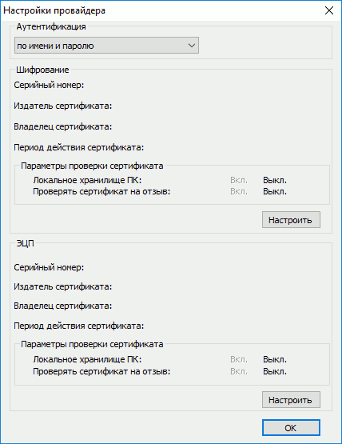 Настройки провайдера
Аутентификация
по имени и паролю
Шифрование
Серийный номер:
Издатель сертификата:
Владелец сертификата:
Период действия сертификата:
Параметры проверки сертификата
Локальное хранилище ПК: Вкл. Выкл.
Проверять сертификат на отзыв: Вкл. Выкл.
Настроить
ЭЦП
Серийный номер:
Издатель сертификата:
Владелец сертификата:
Период действия сертификата:
Параметры проверки сертификата
Локальное хранилище ПК: Вкл. Выкл.
Проверять сертификат на отзыв: Вкл. Выкл.
Настроить
OK